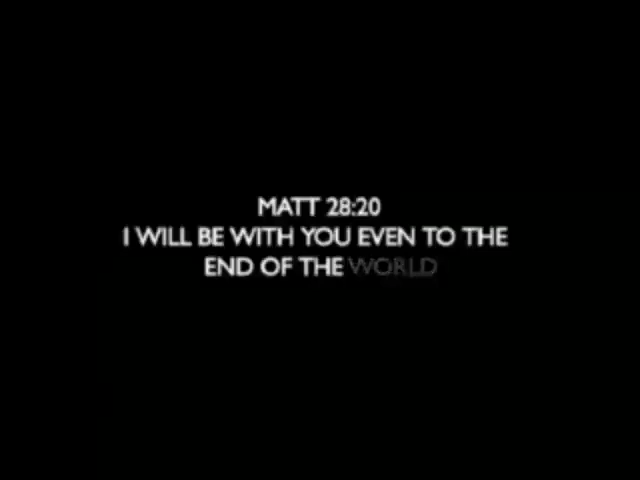 MATT 28:20
I WILL BE WITH YOU EVEN TO THE
END OF THE WORLD